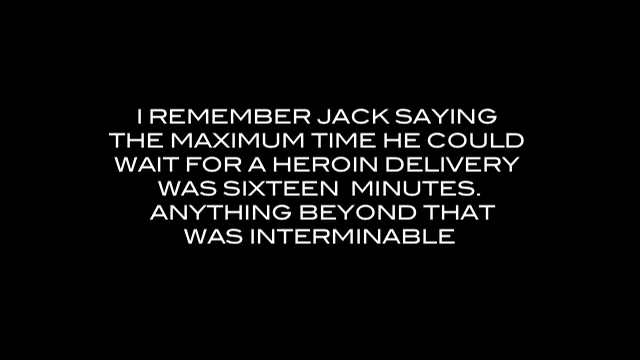 I REMEMBER JACK SAYING
THE MAXIMUM TIME HE COULD
WAIT FOR A HEROIN DELIVERY
WAS SIXTEEN  MINUTES.
ANYTHING BEYOND THAT
WAS INTERMINABLE